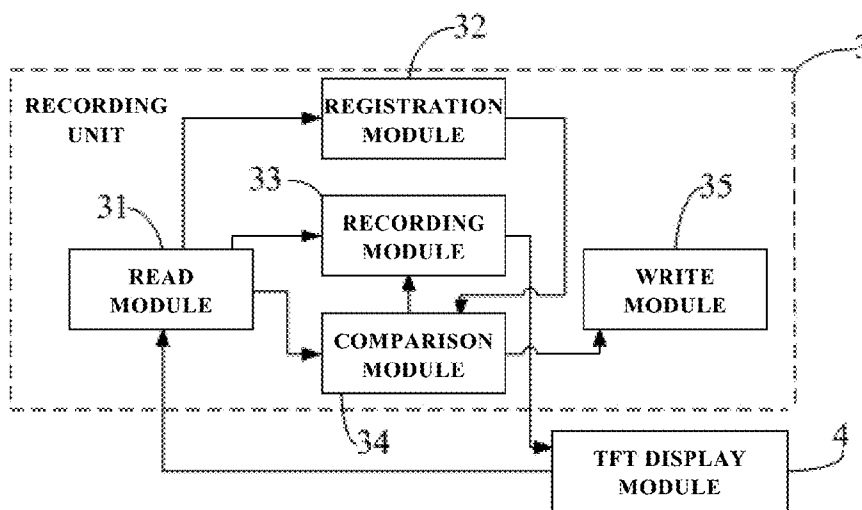 32
3
RECORDING
UNIT
REGISTRATION
MODULE
33
31
35
RECORDING
MODULE
READ
MODULE
WRITE
MODULE
COMPARISON
MODULE
34
4
TFT DISPLAY
MODULE